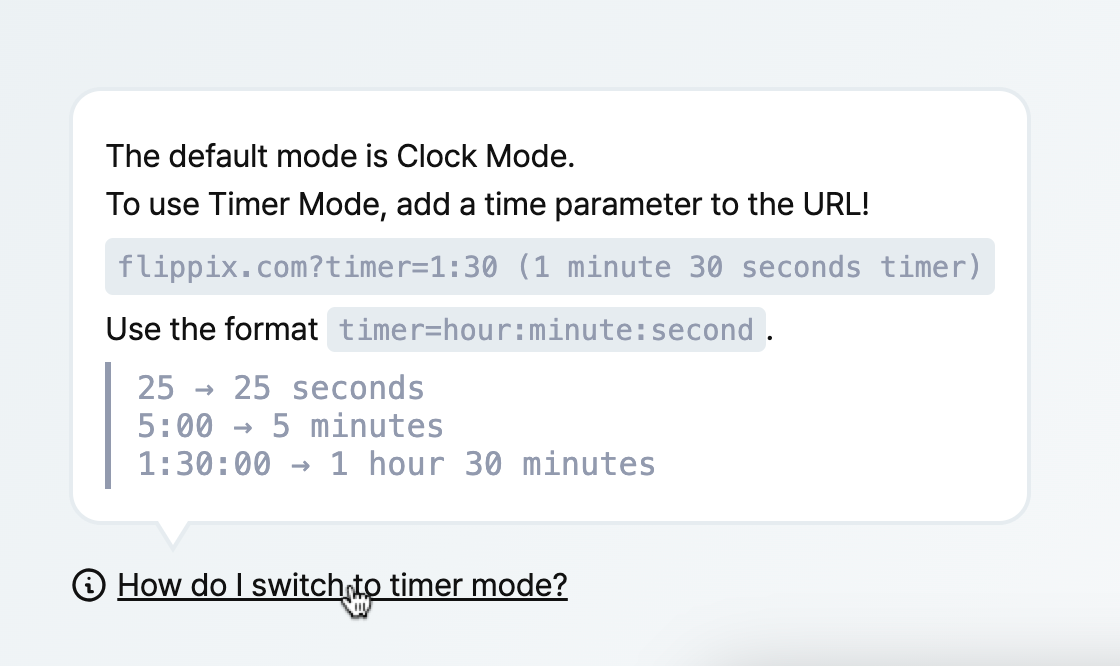 The default mode is Clock Mode.
To use Timer Mode, add a time parameter to the URL!
flippix.com?timer=1:30 (1 minute 30 seconds timer)
Use the format timer=hour:minute:second.
25 → 25 seconds
5:00 → 5 minutes
1:30:00 → 1 hour 30 minutes
How do I switch to timer mode?